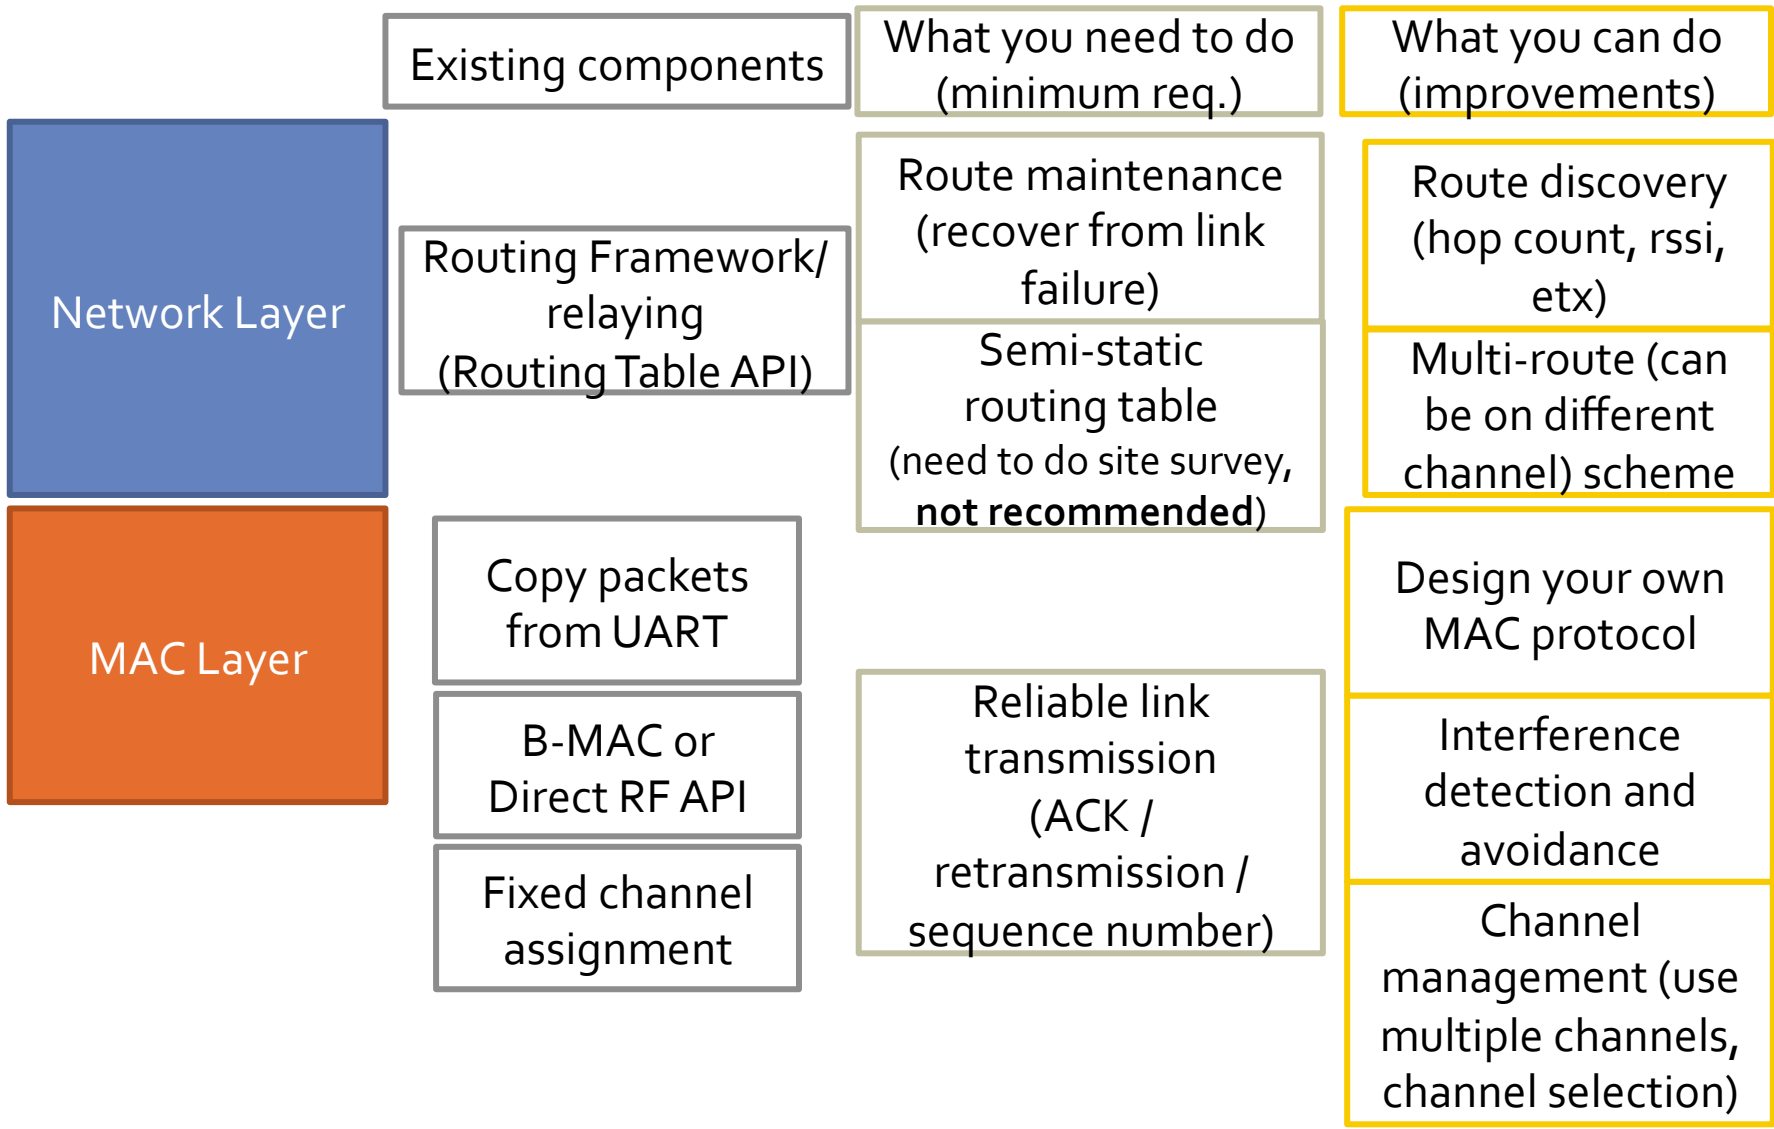 Existing components
What you need to do
(minimum req.)
What you can do
(improvements)
Network Layer
Routing Framework/
relaying
(Routing Table API)
Route maintenance
(recover from link
failure)
Semi-static
routing table
(need to do site survey,
not recommended)
Route discovery
(hop count, rssi,
etx)
Multi-route (can
be on different
channel) scheme
MAC Layer
Copy packets
from UART
B-MAC or
Direct RF API
Fixed channel
assignment
Reliable link
transmission
(ACK /
retransmission /
sequence number)
Design your own
MAC protocol
Interference
detection and
avoidance
Channel
management (use
multiple channels,
channel selection)